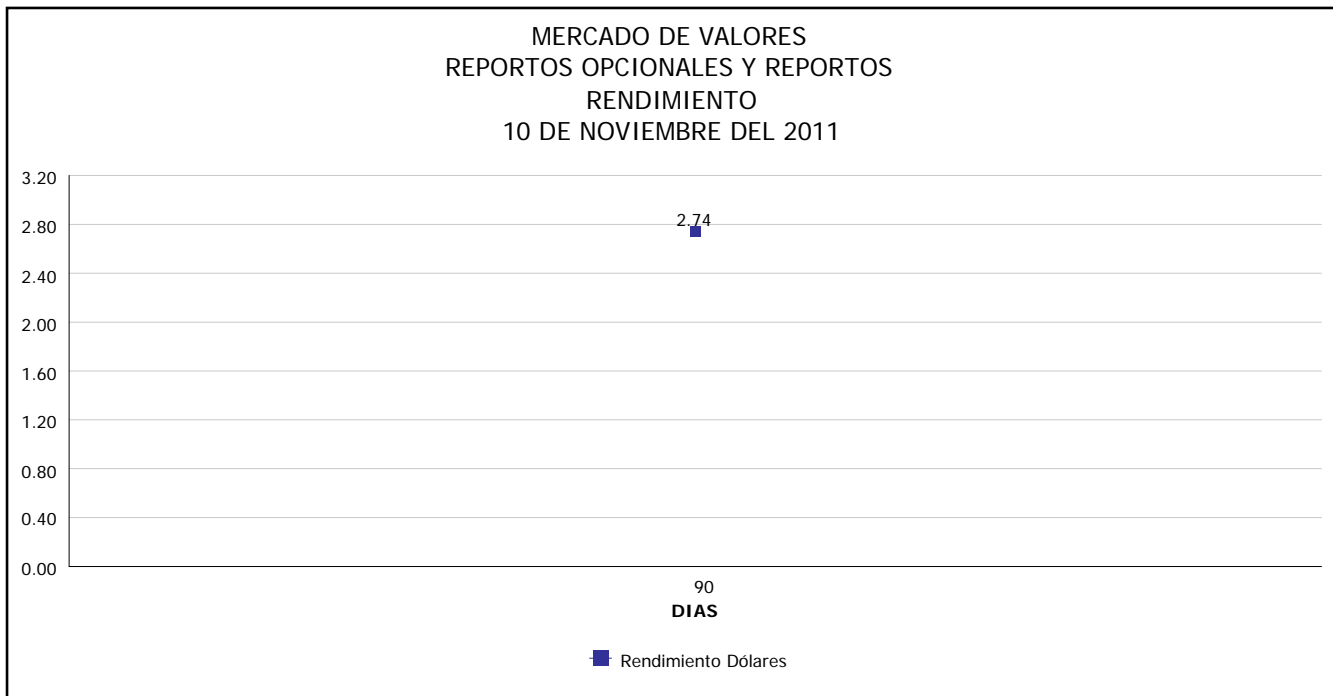 MERCADO DE VALORES
REPORTOS OPCIONALES Y REPORTOS
RENDIMIENTO
10 DE NOVIEMBRE DEL 2011
3.20
2.80
2.74
2.40
2.00
1.60
1.20
0.80
0.40
0.00
90
DIAS
Rendimiento Dólares